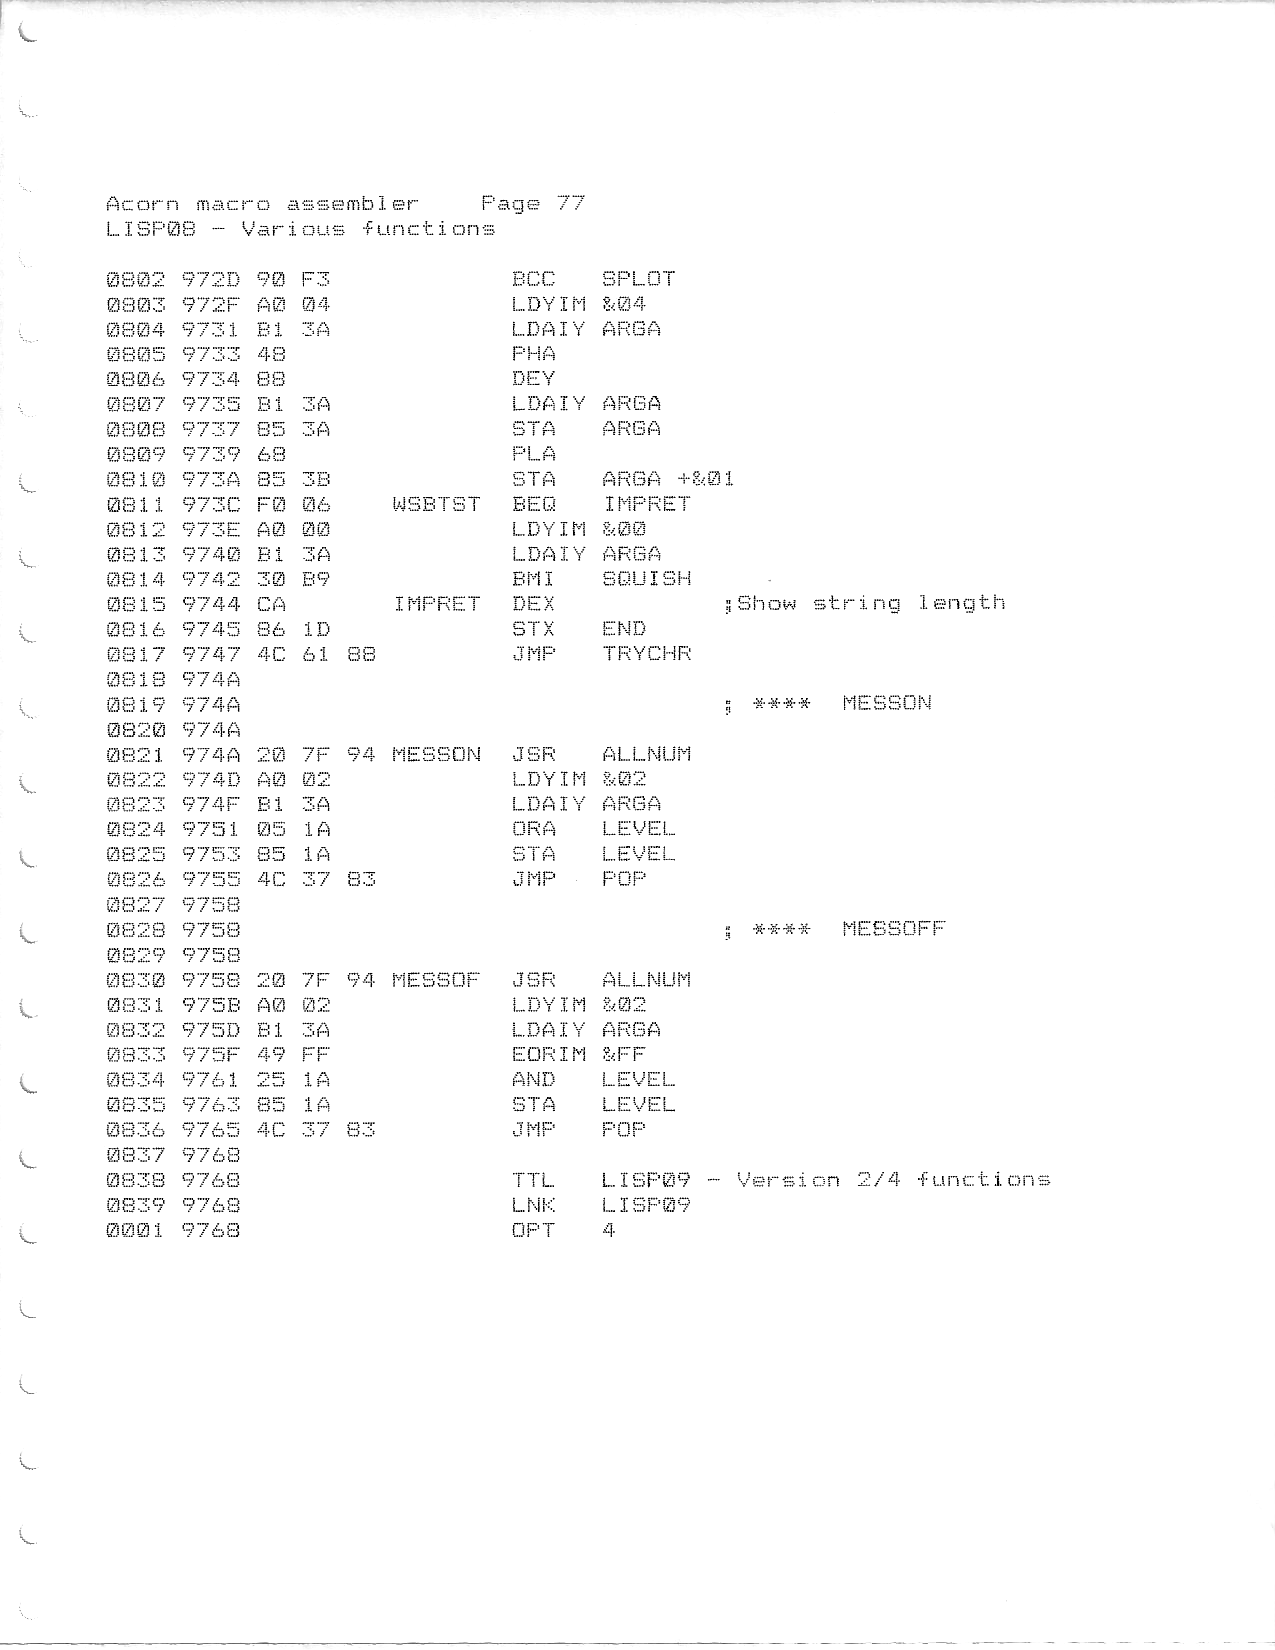 Acorn macro assembler    Page 77
LISP08 - Various functions
0802 972D 90 F3            BCC   SPLOT
0803 972F A0 04            LDYIM &04
0804 9731 B1 3A            LDAIY ARGA
0805 9733 48               PHA
0806 9734 88               DEY
0807 9735 B1 3A            LDAIY ARGA
0808 9737 85 3A            STA   ARGA
0809 9739 68               PLA
0810 973A 85 3B            STA   ARGA +&01
0811 973C F0 06    WSBTST  BEQ   IMPRET
0812 973E A0 00            LDYIM &00
0813 9740 B1 3A            LDAIY ARGA
0814 9742 30 B9            BMI   SQUISH
0815 9744 CA       IMPRET  DEX           ;Show string length
0816 9745 86 1D            STX   END
0817 9747 4C 61 88         JMP   TRYCHR
0818 974A
0819 974A                                ; ****  MESSON
0820 974A
0821 974A 20 7F 94 MESSON  JSR   ALLNUM
0822 974D A0 02            LDYIM &02
0823 974F B1 3A            LDAIY ARGA
0824 9751 05 1A            ORA   LEVEL
0825 9753 85 1A            STA   LEVEL
0826 9755 4C 37 83         JMP   POP
0827 9758
0828 9758                                ; ****  MESSOFF
0829 9758
0830 9758 20 7F 94 MESSOF  JSR   ALLNUM
0831 975B A0 02            LDYIM &02
0832 975D B1 3A            LDAIY ARGA
0833 975F 49 FF            EORIM &FF
0834 9761 25 1A            AND   LEVEL
0835 9763 85 1A            STA   LEVEL
0836 9765 4C 37 83         JMP   POP
0837 9768
0838 9768                  TTL   LISP09 - Version 2/4 functions
0839 9768                  LNK   LISP09
0001 9768                  OPT   4